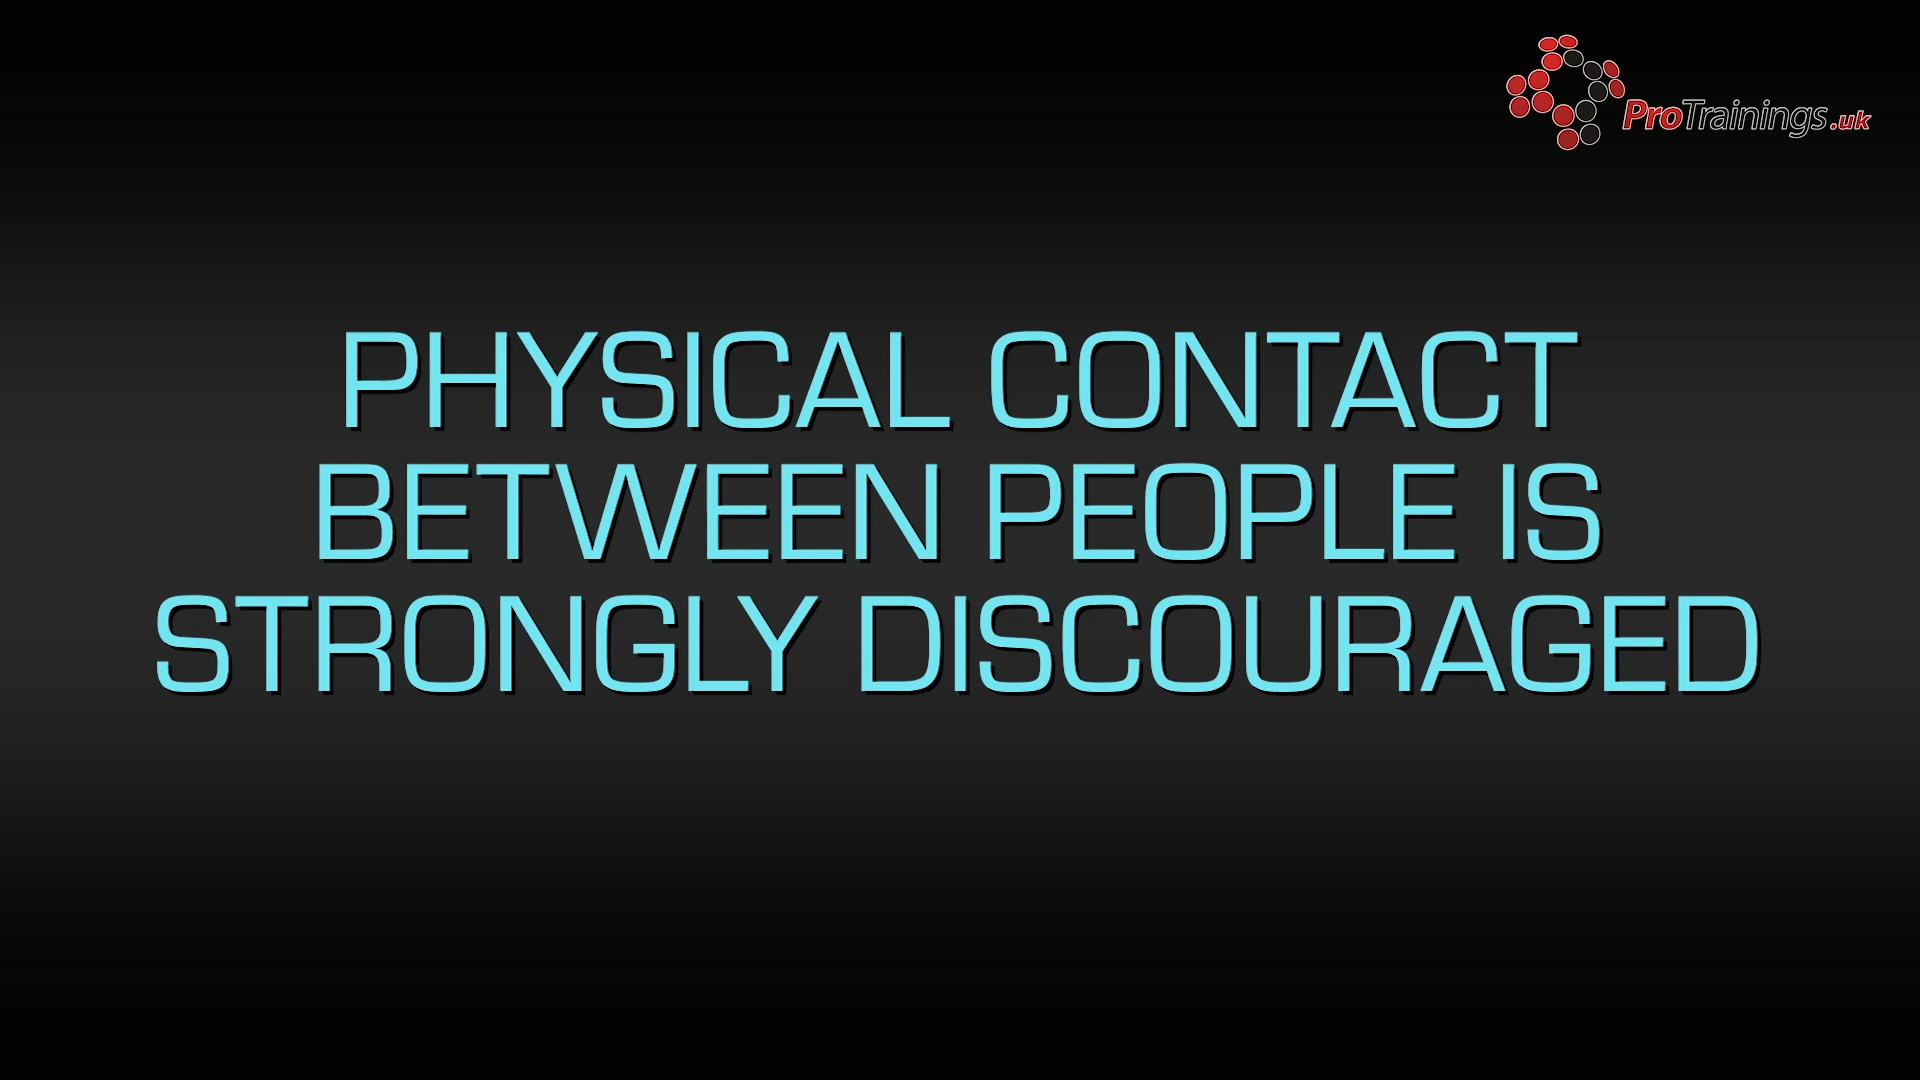 ProTrainings.uk
PHYSICAL CONTACT
BETWEEN PEOPLE IS
STRONGLY DISCOURAGED